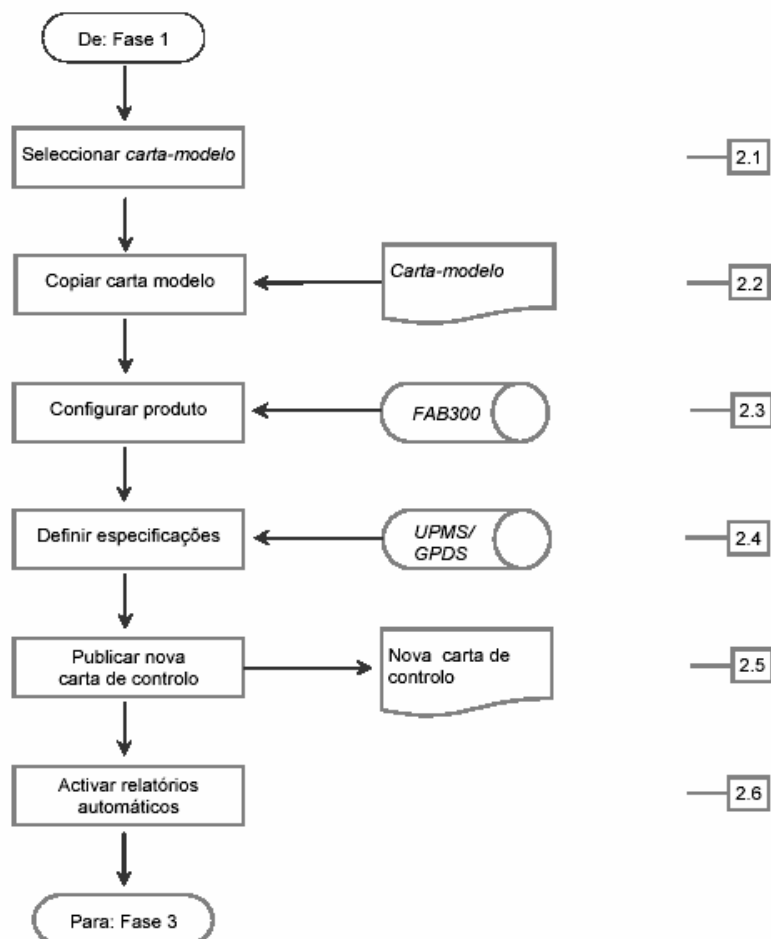 De: Fase 1
Seleccionar carta-modelo
2.1
Copiar carta modelo
Carta-modelo
2.2
Configurar produto
FAB300
2.3
Definir especificações
UPMS/
GPDS
2.4
Publicar nova
carta de controlo
Nova carta de
controlo
2.5
Activar relatórios
automáticos
2.6
Para: Fase 3